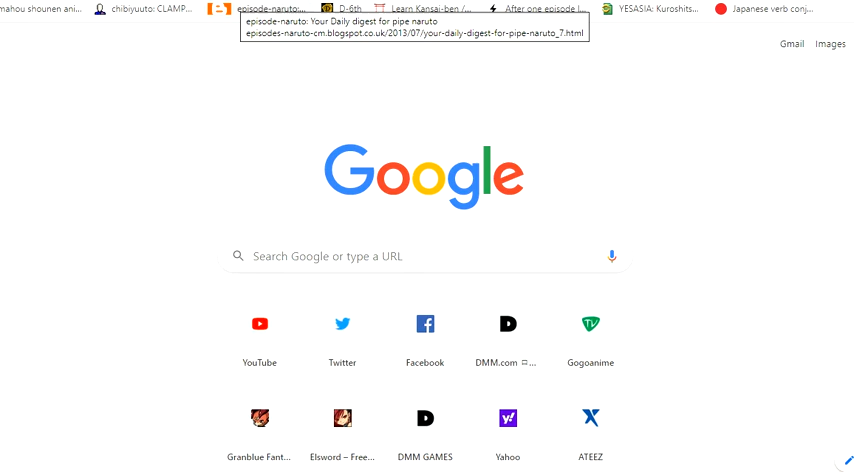 mahou shounen ani... chibiyuuto: CLAMP... episode-naruto:... D-6th Learn Kansai-ben /... After one episode I... YESASIA: Kuroshits... Japanese verb conj...
episode-naruto: Your Daily digest for pipe naruto
episodes-naruto-cm.blogspot.co.uk/2013/07/your-daily-digest-for-pipe-naruto_7.html
Gmail Images
Google
Search Google or type a URL
YouTube Twitter Facebook DMM.com ロ... Gogoanime
Granblue Fant... Elsword – Free... DMM GAMES Yahoo ATEEZ